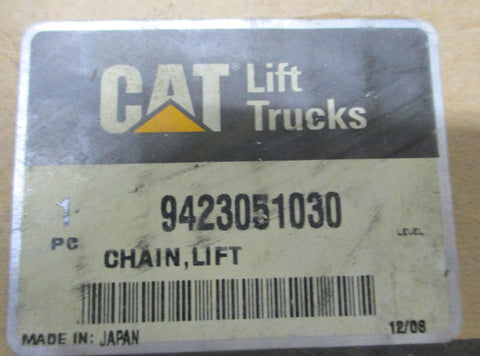 CAT® Lift
Trucks
1 9423051030
PC LEVEL
CHAIN,LIFT
MADE IN: JAPAN 12/08